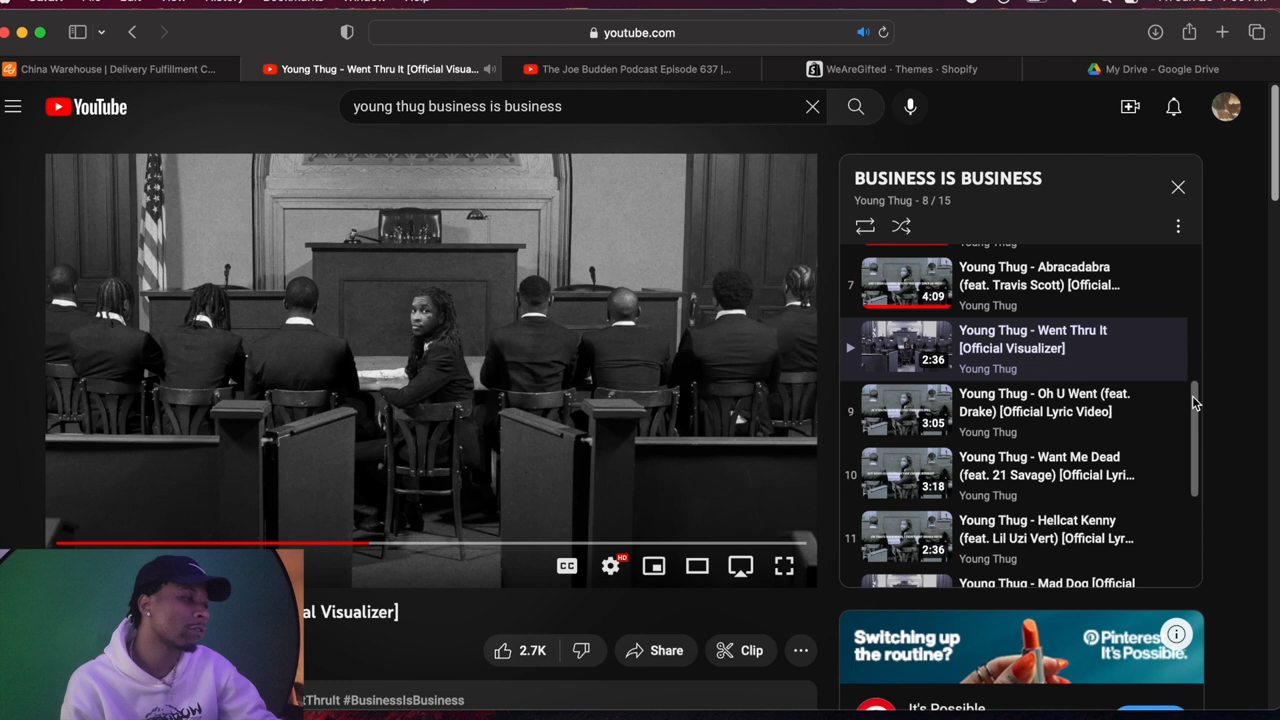 youtube.com
China Warehouse | Delivery Fulfillment C...
Young Thug - Went Thru It [Official Visua...
The Joe Budden Podcast Episode 637 |...
WeAreGifted · Themes · Shopify
My Drive - Google Drive
YouTube
young thug business is business
BUSINESS IS BUSINESS
Young Thug - 8 / 15
Young Thug
7
4:09
Young Thug - Abracadabra
(feat. Travis Scott) [Official...
Young Thug
2:36
Young Thug - Went Thru It
[Official Visualizer]
Young Thug
9
3:05
Young Thug - Oh U Went (feat.
Drake) [Official Lyric Video]
Young Thug
10
3:18
Young Thug - Want Me Dead
(feat. 21 Savage) [Official Lyri...
Young Thug
11
2:36
Young Thug - Hellcat Kenny
(feat. Lil Uzi Vert) [Official Lyr...
Young Thug
Young Thug - Mad Dog [Official
CC
HD
al Visualizer]
2.7K
Share
Clip
tThruIt #BusinessIsBusiness
Switching up
the routine?
Pinterest
It's Possible.
It's Possible